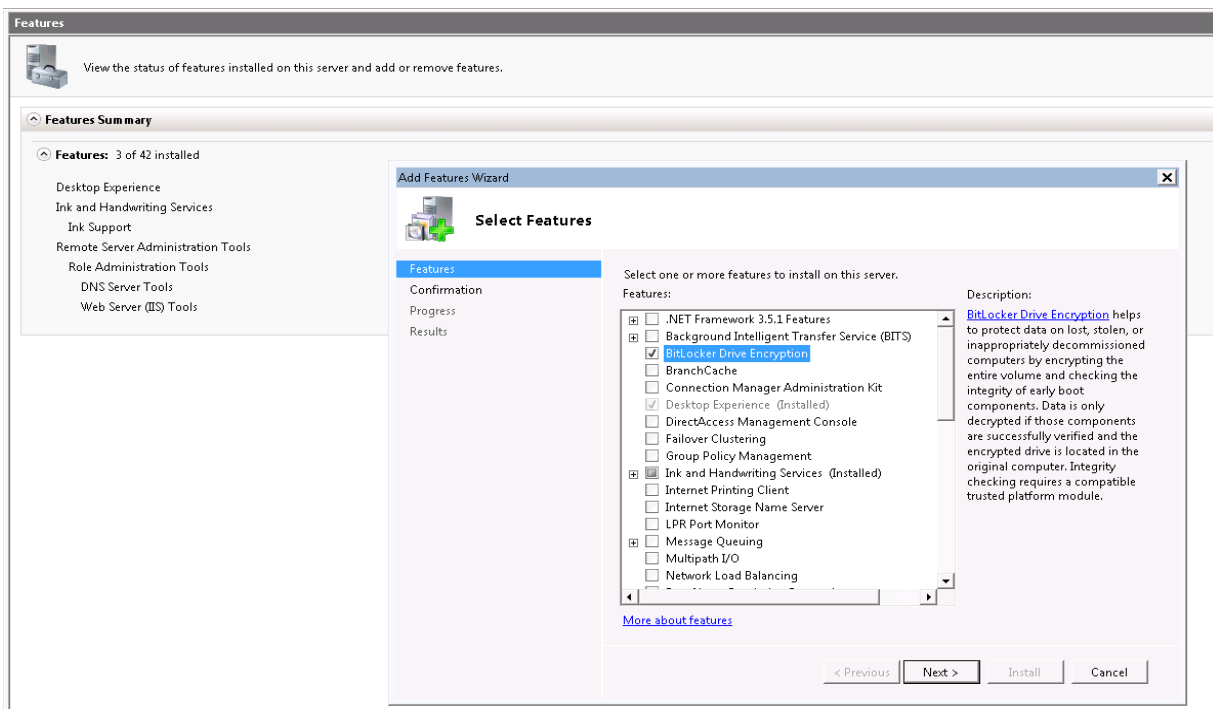 Features
View the status of features installed on this server and add or remove features.
Features Summary
Features: 3 of 42 installed
Desktop Experience
Ink and Handwriting Services
Ink Support
Remote Server Administration Tools
Role Administration Tools
DNS Server Tools
Web Server (IIS) Tools
Add Features Wizard
Select Features
Features
Confirmation
Progress
Results
Select one or more features to install on this server.
Features:
.NET Framework 3.5.1 Features
Background Intelligent Transfer Service (BITS)
BitLocker Drive Encryption
BranchCache
Connection Manager Administration Kit
Desktop Experience (Installed)
DirectAccess Management Console
Failover Clustering
Group Policy Management
Ink and Handwriting Services (Installed)
Internet Printing Client
Internet Storage Name Server
LPR Port Monitor
Message Queuing
Multipath I/O
Network Load Balancing
More about features
Description:
BitLocker Drive Encryption helps
to protect data on lost, stolen, or
inappropriately decommissioned
computers by encrypting the
entire volume and checking the
integrity of early boot
components. Data is only
decrypted if those components
are successfully verified and the
encrypted drive is located in the
original computer. Integrity
checking requires a compatible
trusted platform module.
< Previous
Next >
Install
Cancel